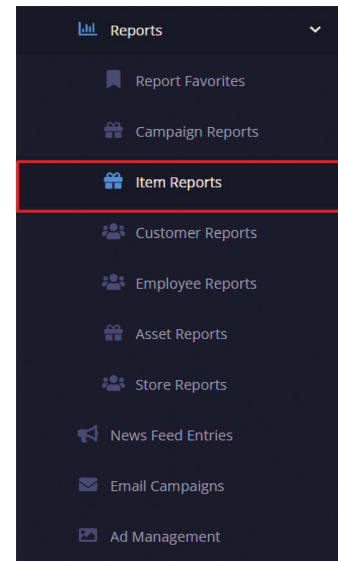 Reports
Report Favorites
Campaign Reports
Item Reports
Customer Reports
Employee Reports
Asset Reports
Store Reports
News Feed Entries
Email Campaigns
Ad Management